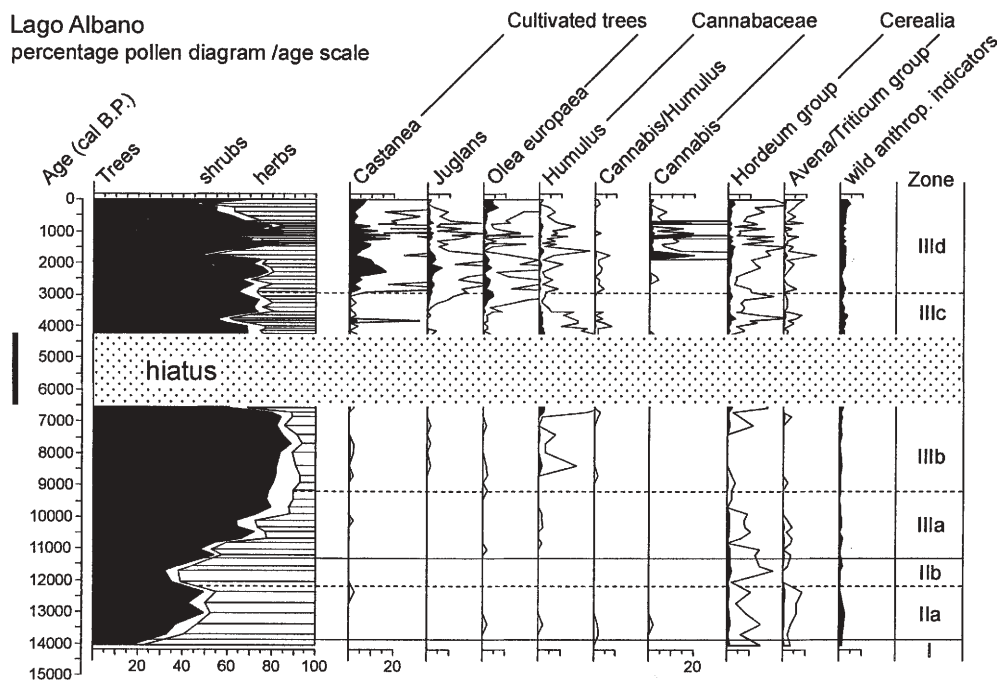 Lago Albano
percentage pollen diagram /age scale
Cultivated trees
Cannabaceae
Cerealia
Age (cal B.P.)
Trees
shrubs
herbs
Castanea
Juglans
Olea europaea
Humulus
Cannabis/Humulus
Cannabis
Hordeum group
Avena/Triticum group
wild anthrop. indicators
Zone
0
1000
2000
3000
4000
5000
6000
7000
8000
9000
10000
11000
12000
13000
14000
15000
hiatus
IIId
IIIc
IIIb
IIIa
IIb
IIa
I
20 40 60 80 100
20
20